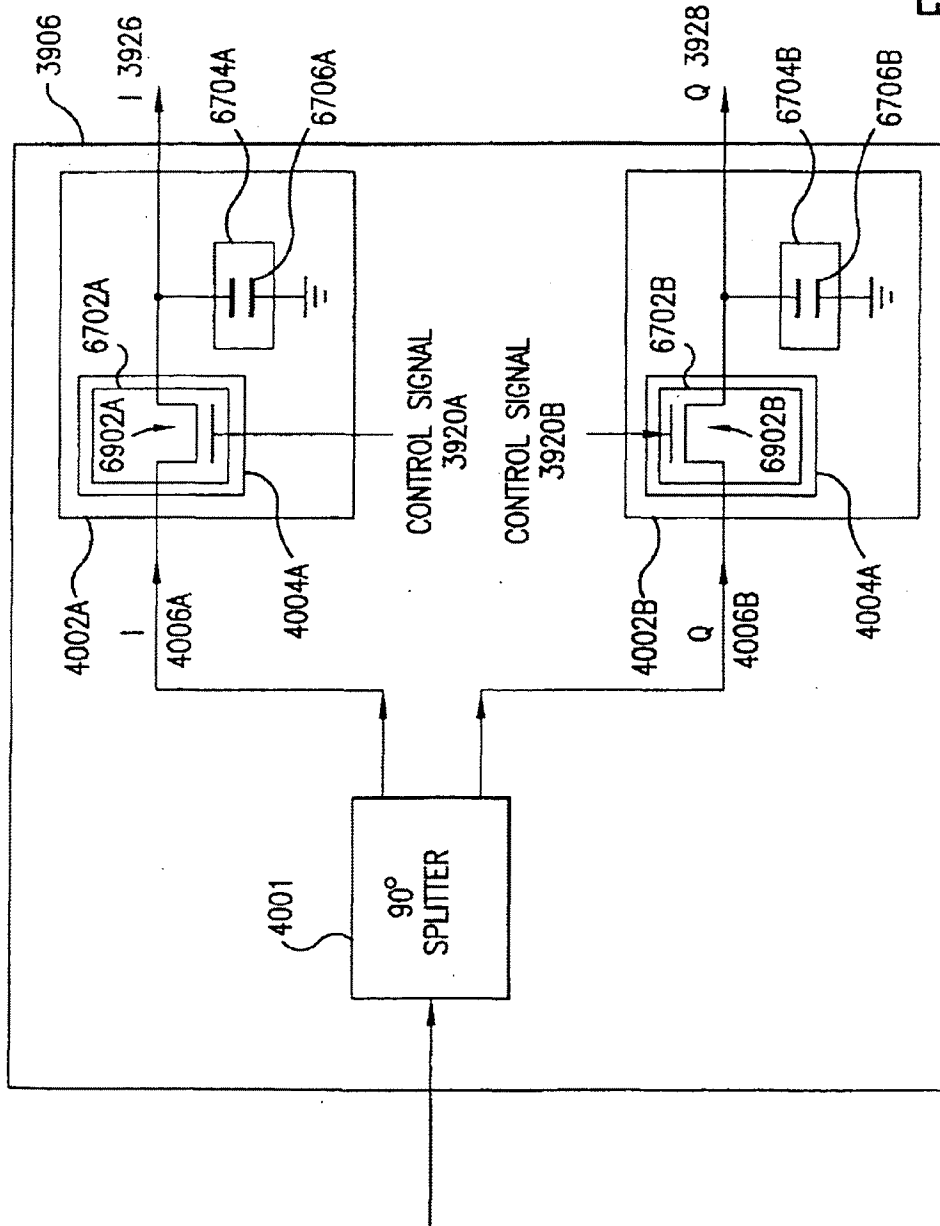 3906
I 3926
6704A
6706A
6702A
6902A
4002A
I
4006A
4004A
CONTROL SIGNAL
3920A
CONTROL SIGNAL
3920B
4001
90°
SPLITTER
Q 3928
6704B
6706B
6702B
6902B
4002B
Q
4006B
4004A